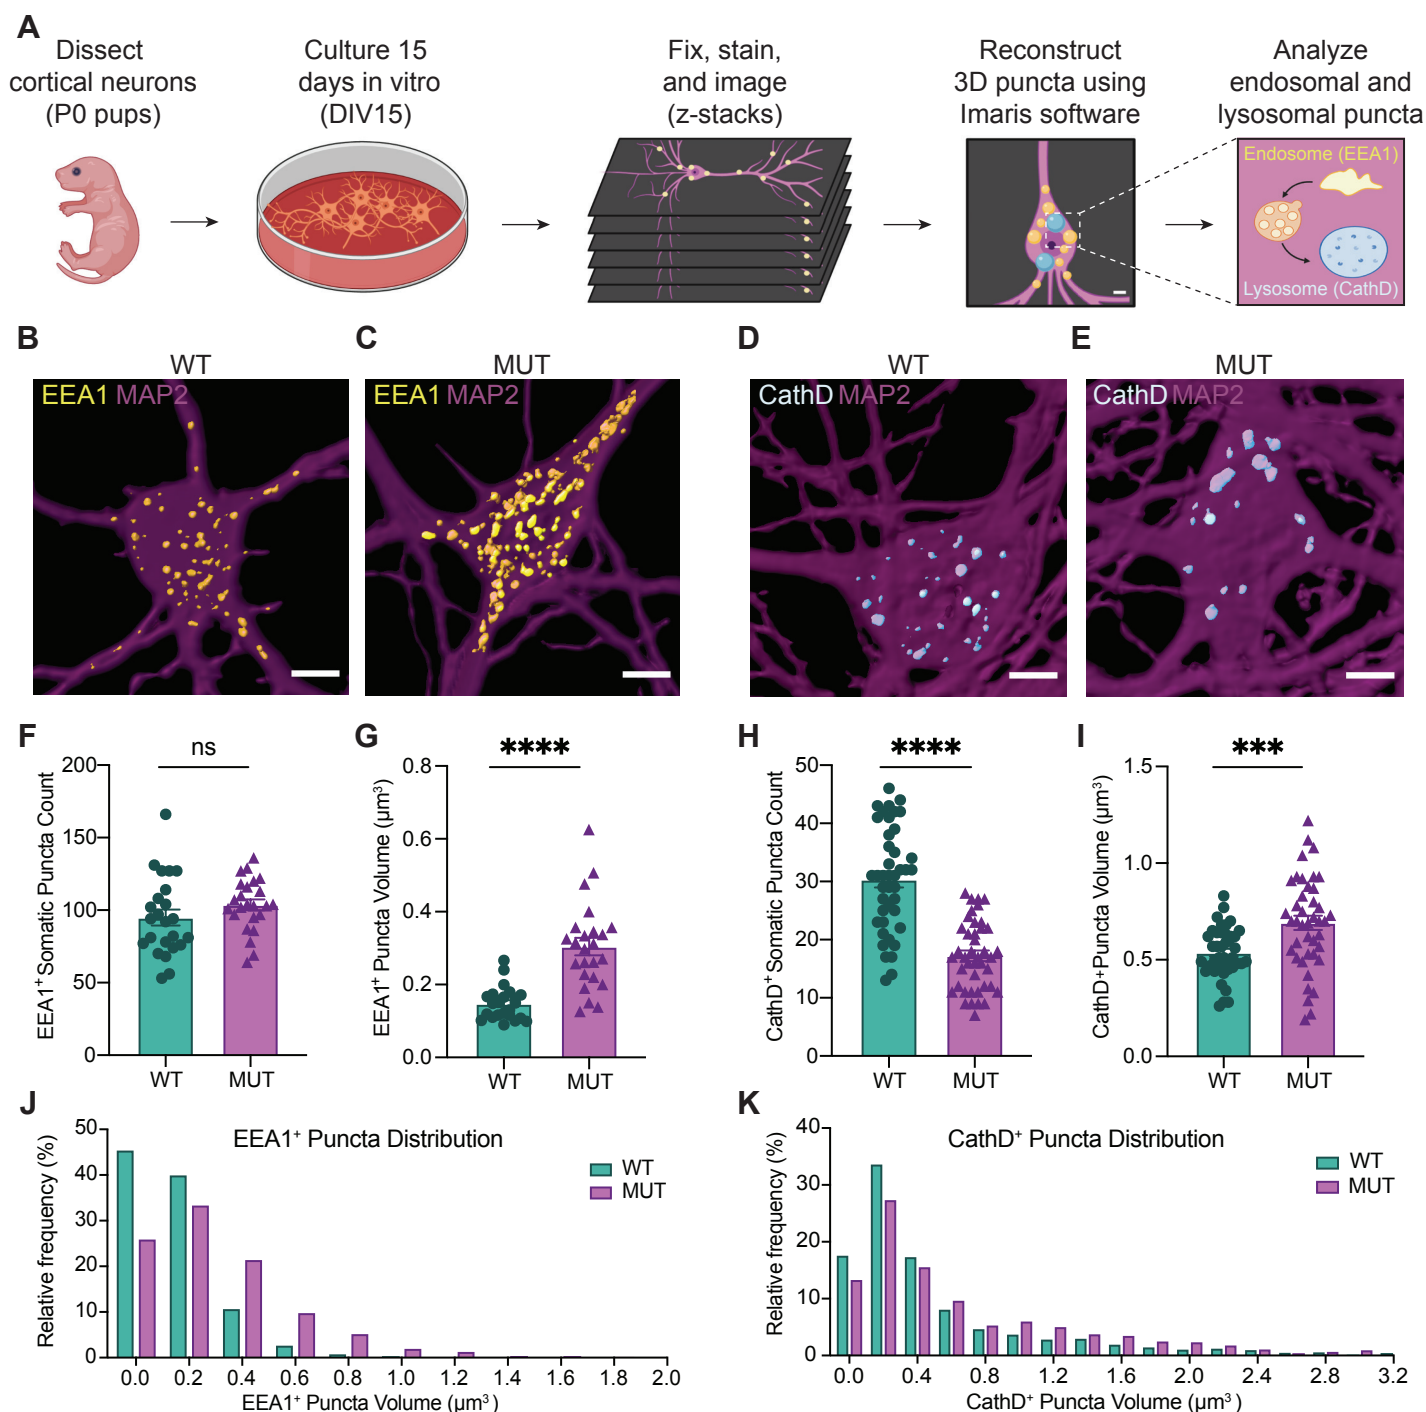 A
Dissect
cortical neurons
(P0 pups)
Culture 15
days in vitro
(DIV15)
Fix, stain,
and image
(z-stacks)
Reconstruct
3D puncta using
Imaris software
Analyze
endosomal and
lysosomal puncta
Endosome (EEA1)
Lysosome (CathD)
B
WT
EEA1 MAP2
C
MUT
EEA1 MAP2
D
WT
CathD MAP2
E
MUT
CathD MAP2
F
ns
EEA1⁺ Somatic Puncta Count
200
150
100
50
0
WT MUT
G
****
EEA1⁺ Puncta Volume (µm³)
0.8
0.6
0.4
0.2
0.0
WT MUT
H
****
CathD⁺ Somatic Puncta Count
50
40
30
20
10
0
WT MUT
I
***
CathD⁺ Puncta Volume (µm³)
1.5
1.0
0.5
0.0
WT MUT
J
EEA1⁺ Puncta Distribution
WT
MUT
Relative frequency (%)
50
40
30
20
10
0
0.0 0.2 0.4 0.6 0.8 1.0 1.2 1.4 1.6 1.8 2.0
EEA1⁺ Puncta Volume (µm³)
K
CathD⁺ Puncta Distribution
WT
MUT
Relative frequency (%)
40
30
20
10
0
0.0 0.4 0.8 1.2 1.6 2.0 2.4 2.8 3.2
CathD⁺ Puncta Volume (µm³)